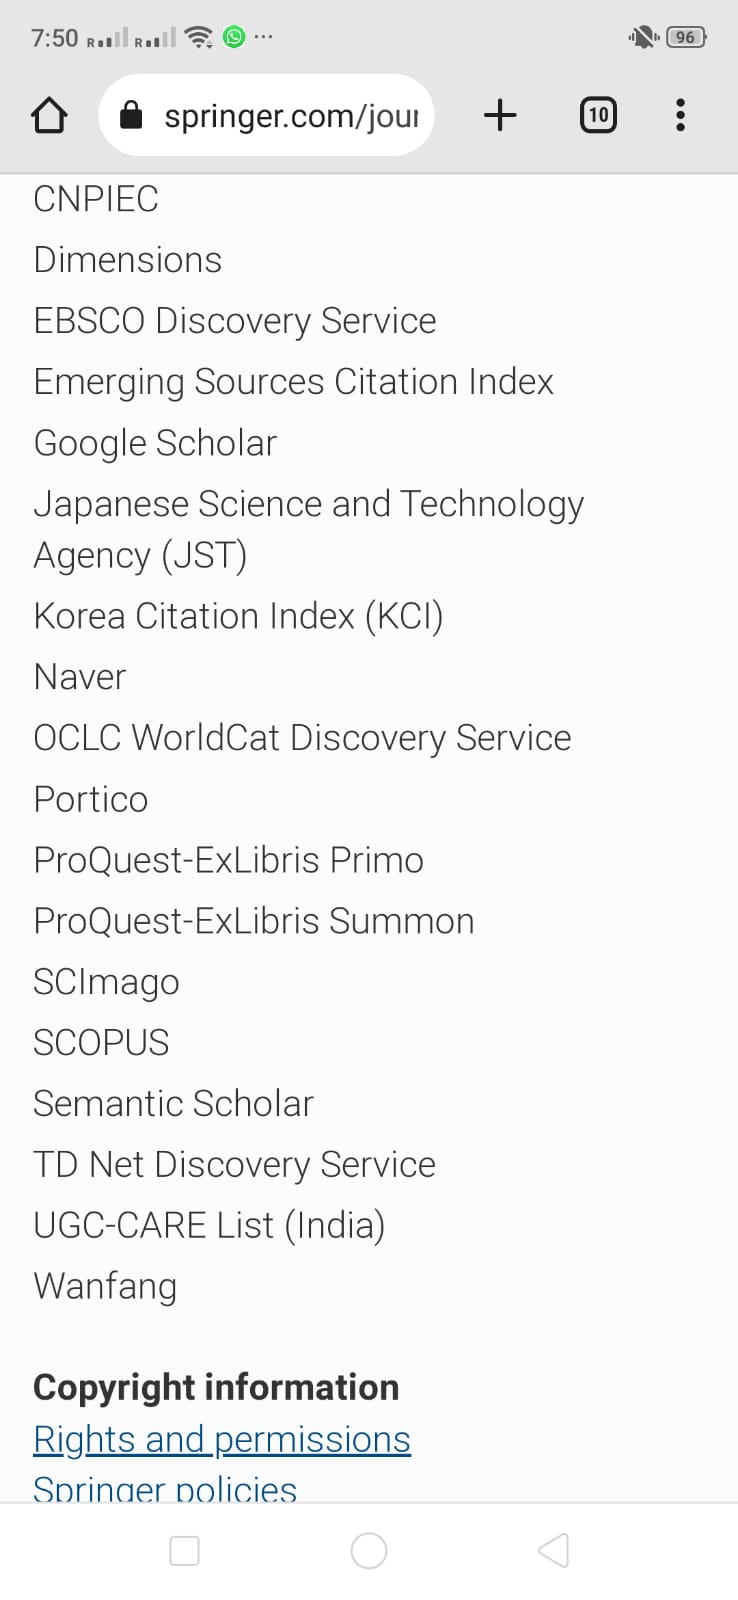 7:50 R R ...
96
springer.com/jour
10
CNPIEC
Dimensions
EBSCO Discovery Service
Emerging Sources Citation Index
Google Scholar
Japanese Science and Technology
Agency (JST)
Korea Citation Index (KCI)
Naver
OCLC WorldCat Discovery Service
Portico
ProQuest-ExLibris Primo
ProQuest-ExLibris Summon
SCImago
SCOPUS
Semantic Scholar
TD Net Discovery Service
UGC-CARE List (India)
Wanfang
Copyright information
Rights and permissions
Springer policies